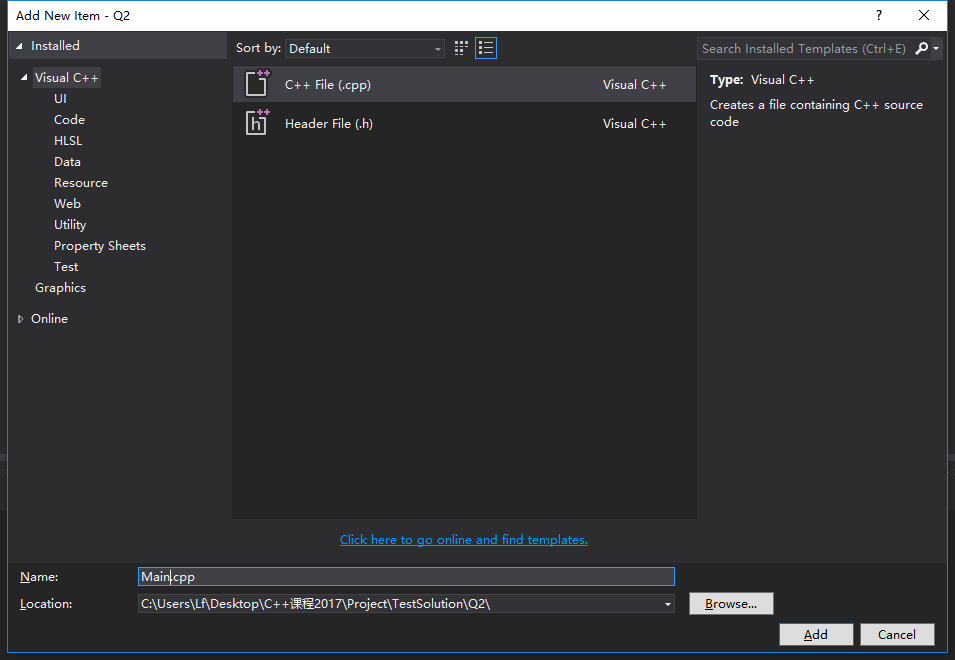 Add New Item - Q2
?
Installed
Sort by: Default
Search Installed Templates (Ctrl+E)
Visual C++
UI
Code
HLSL
Data
Resource
Web
Utility
Property Sheets
Test
Graphics
Online
C++ File (.cpp) Visual C++
Header File (.h) Visual C++
Type: Visual C++
Creates a file containing C++ source
code
Click here to go online and find templates.
Name: Main.cpp
Location: C:\Users\Lf\Desktop\C++课程2017\Project\TestSolution\Q2\
Browse...
Add Cancel